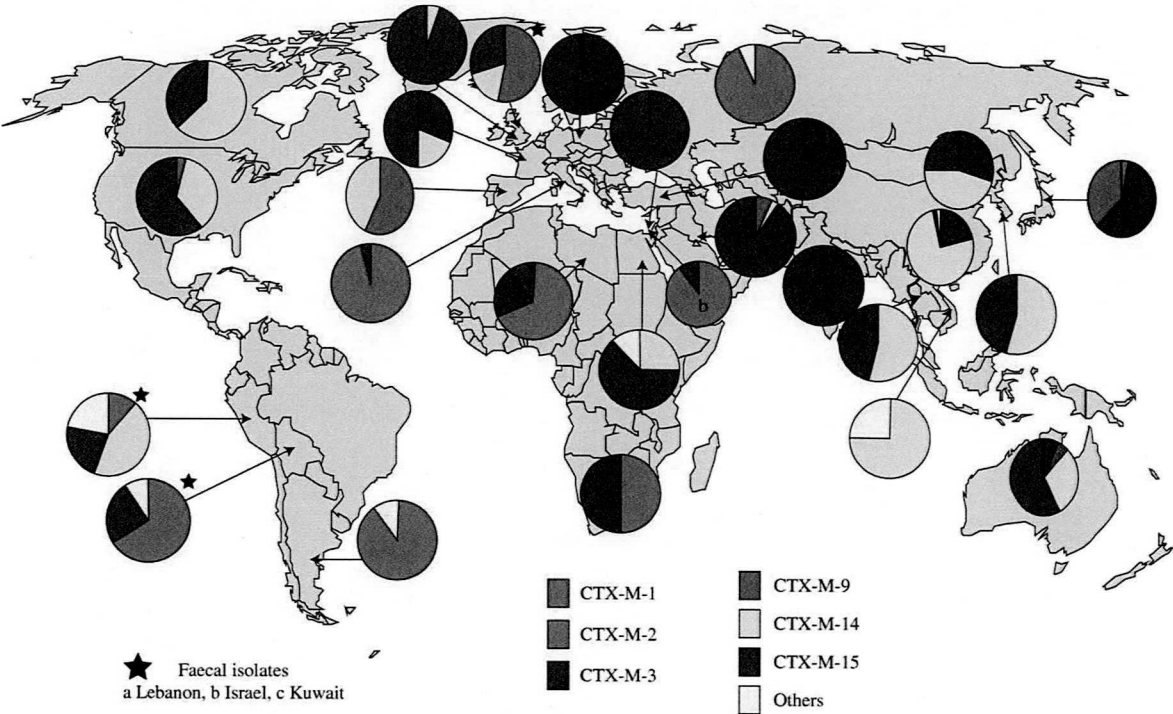 b
CTX-M-1
CTX-M-2
CTX-M-3
CTX-M-9
CTX-M-14
CTX-M-15
Others
Faecal isolates
a Lebanon, b Israel, c Kuwait